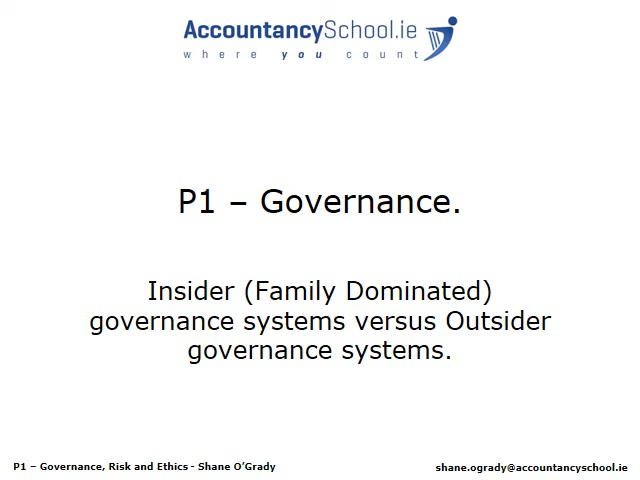 AccountancySchool.ie
where you count
P1 – Governance.
Insider (Family Dominated)
governance systems versus Outsider
governance systems.
P1 – Governance, Risk and Ethics - Shane O’Grady
shane.ogrady@accountancyschool.ie